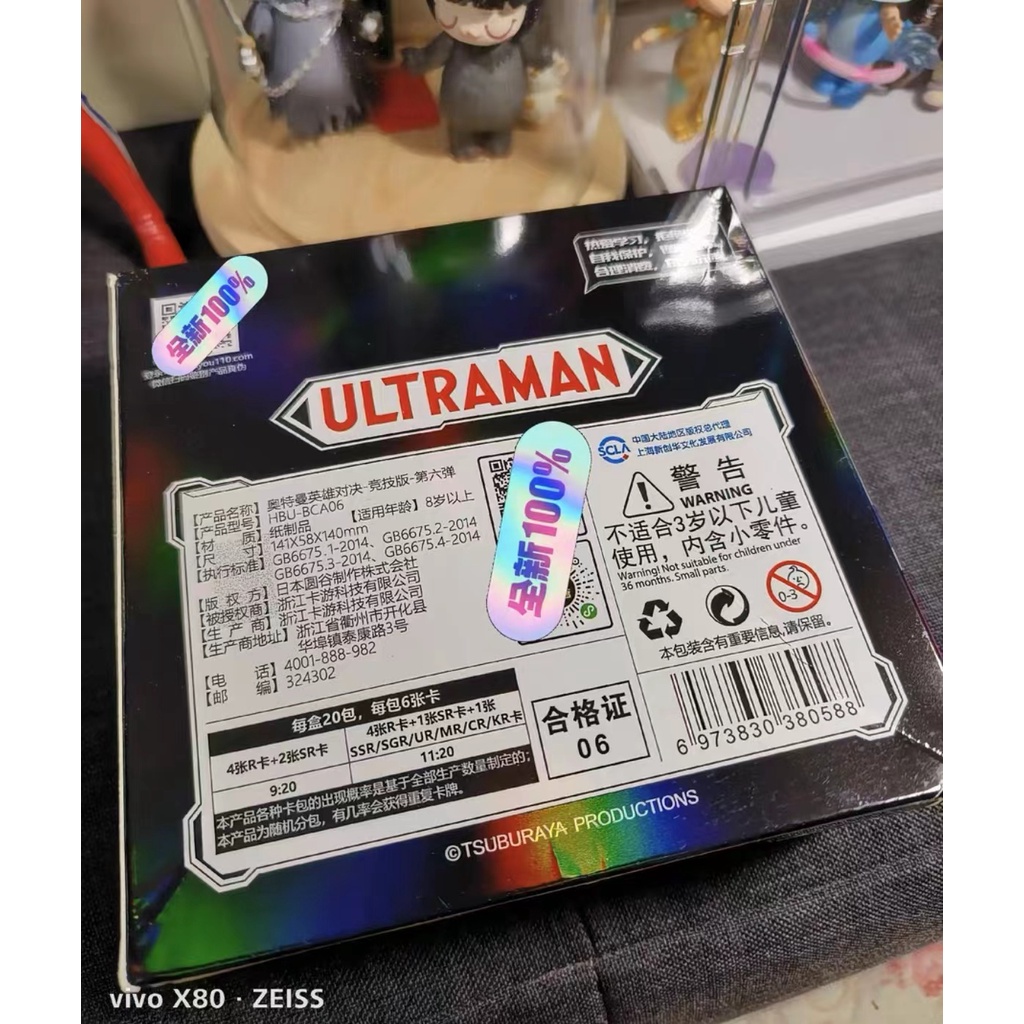 热爱学习，
自我保护，
合理消费，
全新100%
you110.com
ULTRAMAN
【产品名称】奥特曼英雄对决-竞技版-第六弹
【产品型号】HBU-BCA06 【适用年龄】8岁以上
【材 质】纸制品
【尺 寸】141X58X140mm
【执行标准】GB6675.1-2014、GB6675.2-2014
GB6675.3-2014、GB6675.4-2014
【版 权 方】日本圆谷制作株式会社
【被授权商】浙江卡游科技有限公司
【生 产 商】浙江卡游科技有限公司
【生产商地址】浙江省衢州市开化县
华埠镇泰康路3号
【电 话】4001-888-982
【邮 编】324302
全新100%
SCLA 中国大陆地区版权总代理
上海新创华文化发展有限公司
警告
WARNING
不适合3岁以下儿童
使用，内含小零件。
Warning! Not suitable for children under
36 months. Small parts.
0-3
本包装含有重要信息,请保留。
每盒20包，每包6张卡
4张R卡+2张SR卡
4张R卡+1张SR卡+1张
SSR/SGR/UR/MR/CR/KR卡
9:20
11:20
本产品各种卡包的出现概率是基于全部生产数量制定的;
本产品为随机分包，有几率会获得重复卡牌。
合格证
06
6 973830 380588
©TSUBURAYA PRODUCTIONS
vivo X80 · ZEISS